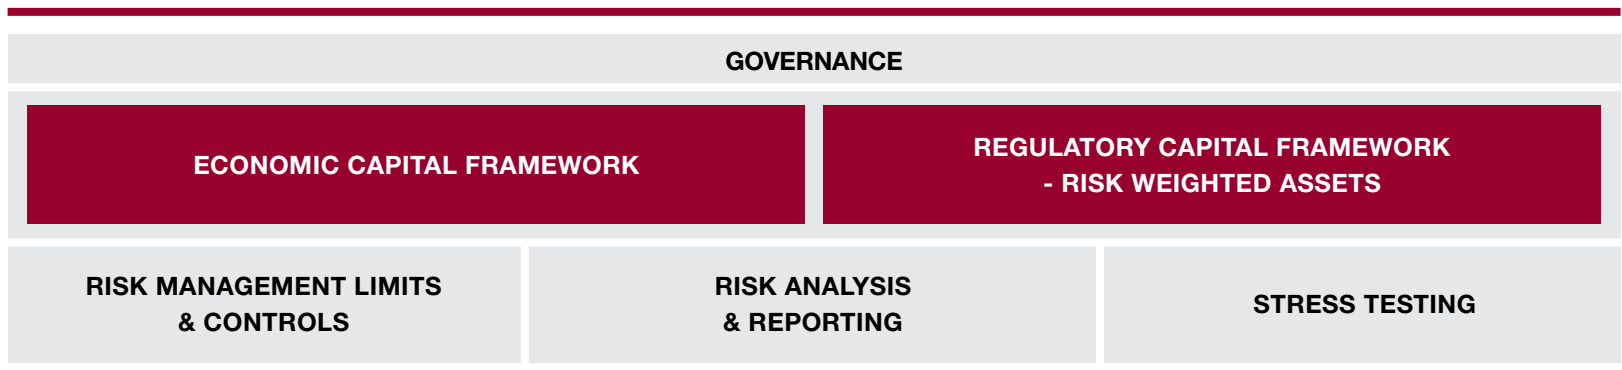 GOVERNANCE
ECONOMIC CAPITAL FRAMEWORK
REGULATORY CAPITAL FRAMEWORK
- RISK WEIGHTED ASSETS
RISK MANAGEMENT LIMITS
& CONTROLS
RISK ANALYSIS
& REPORTING
STRESS TESTING